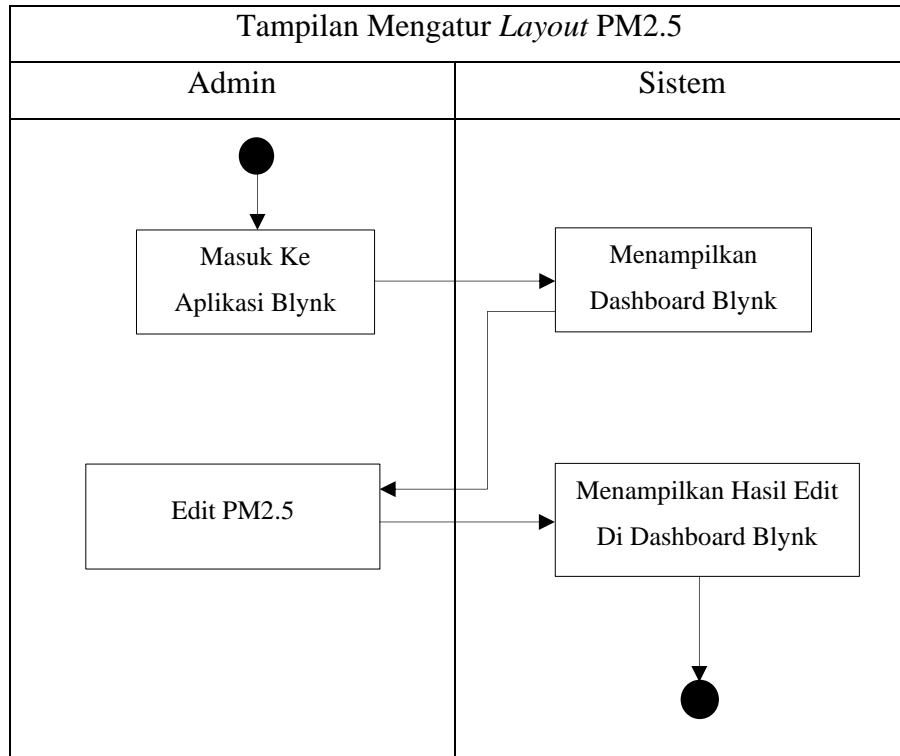 Tampilan Mengatur Layout PM2.5
Admin
Sistem
Masuk Ke
Aplikasi Blynk
Menampilkan
Dashboard Blynk
Edit PM2.5
Menampilkan Hasil Edit
Di Dashboard Blynk